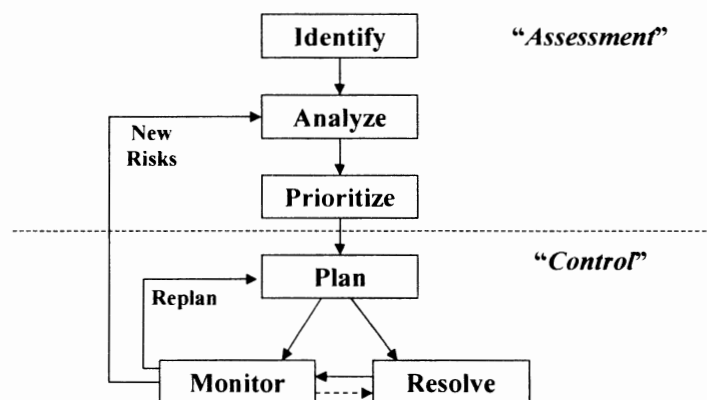 Identify
“Assessment”
Analyze
New
Risks
Prioritize
Plan
“Control”
Replan
Monitor
Resolve